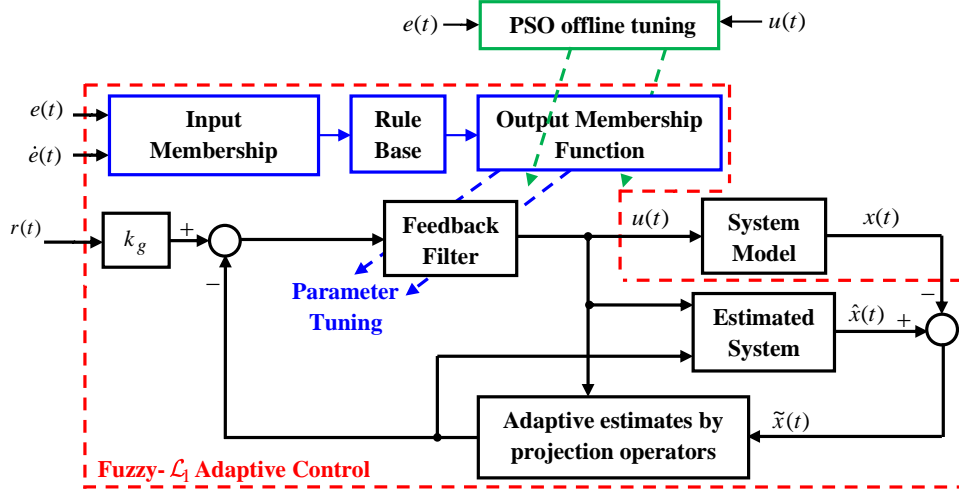 e(t)
PSO offline tuning
u(t)
e(t)
ė(t)
Input
Membership
Rule
Base
Output Membership
Function
r(t)
k_g
+
−
Feedback
Filter
u(t)
System
Model
x(t)
Parameter
Tuning
Estimated
System
x̂(t)
+
−
Adaptive estimates by
projection operators
x̃(t)
Fuzzy- ℒ₁ Adaptive Control